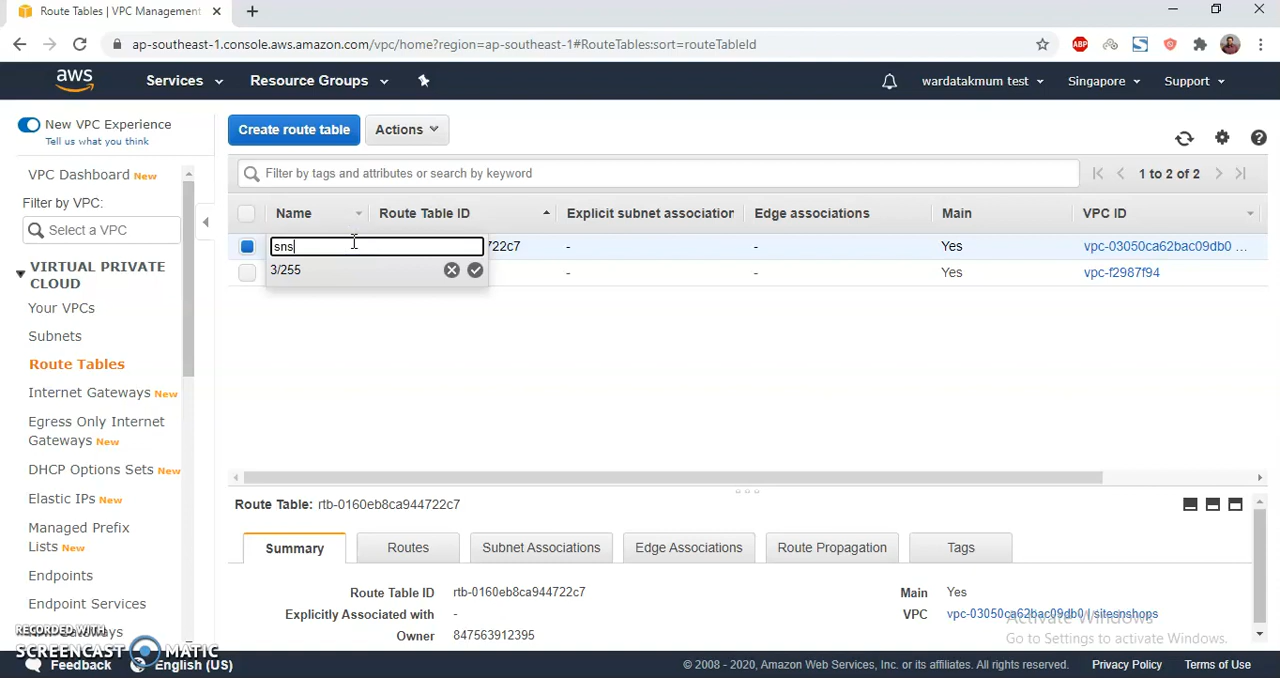 Route Tables | VPC Management
ap-southeast-1.console.aws.amazon.com/vpc/home?region=ap-southeast-1#RouteTables:sort=routeTableId
ABP
aws
Services
Resource Groups
wardatakmum test
Singapore
Support
New VPC Experience
Tell us what you think
VPC Dashboard New
Filter by VPC:
Select a VPC
VIRTUAL PRIVATE
CLOUD
Your VPCs
Subnets
Route Tables
Internet Gateways New
Egress Only Internet
Gateways New
DHCP Options Sets New
Elastic IPs New
Managed Prefix
Lists New
Endpoints
Endpoint Services
Create route table
Actions
Filter by tags and attributes or search by keyword
1 to 2 of 2
Name Route Table ID Explicit subnet association Edge associations Main VPC ID
sns 722c7 - - Yes vpc-03050ca62bac09db0 ...
3/255
- - Yes vpc-f2987f94
Route Table: rtb-0160eb8ca944722c7
Summary Routes Subnet Associations Edge Associations Route Propagation Tags
Route Table ID rtb-0160eb8ca944722c7 Main Yes
Explicitly Associated with - VPC vpc-03050ca62bac09db0 | sitesnshops
Owner 847563912395
Activate Windows
Go to Settings to activate Windows.
RECORDED WITH
SCREENCAST MATIC
Feedback
English (US)
© 2008 - 2020, Amazon Web Services, Inc. or its affiliates. All rights reserved.
Privacy Policy
Terms of Use